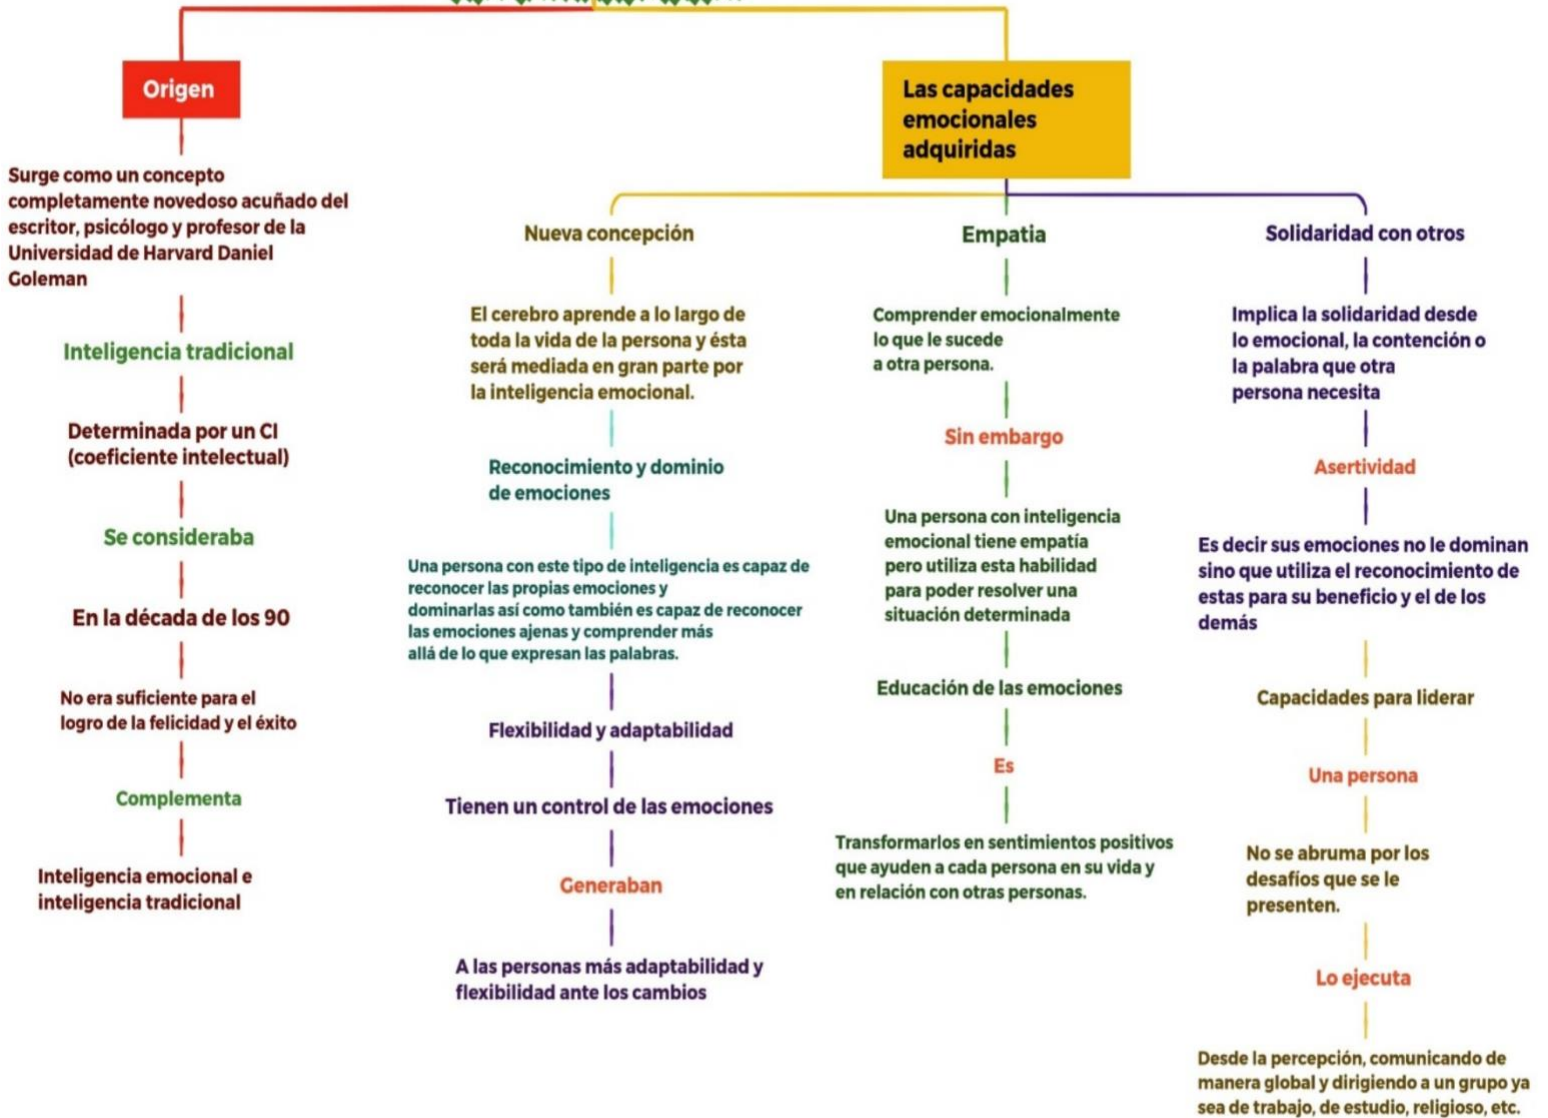 Origen
Surge como un concepto
completamente novedoso acuñado del
escritor, psicólogo y profesor de la
Universidad de Harvard Daniel
Goleman
Inteligencia tradicional
Determinada por un CI
(coeficiente intelectual)
Se consideraba
En la década de los 90
No era suficiente para el
logro de la felicidad y el éxito
Complementa
Inteligencia emocional e
inteligencia tradicional
Las capacidades
emocionales
adquiridas
Nueva concepción
El cerebro aprende a lo largo de
toda la vida de la persona y ésta
será mediada en gran parte por
la inteligencia emocional.
Reconocimiento y dominio
de emociones
Una persona con este tipo de inteligencia es capaz de
reconocer las propias emociones y
dominarlas así como también es capaz de reconocer
las emociones ajenas y comprender más
allá de lo que expresan las palabras.
Flexibilidad y adaptabilidad
Tienen un control de las emociones
Generaban
A las personas más adaptabilidad y
flexibilidad ante los cambios
Empatia
Comprender emocionalmente
lo que le sucede
a otra persona.
Sin embargo
Una persona con inteligencia
emocional tiene empatía
pero utiliza esta habilidad
para poder resolver una
situación determinada
Educación de las emociones
Es
Transformarlos en sentimientos positivos
que ayuden a cada persona en su vida y
en relación con otras personas.
Solidaridad con otros
Implica la solidaridad desde
lo emocional, la contención o
la palabra que otra
persona necesita
Asertividad
Es decir sus emociones no le dominan
sino que utiliza el reconocimiento de
estas para su beneficio y el de los
demás
Capacidades para liderar
Una persona
No se abruma por los
desafíos que se le
presenten.
Lo ejecuta
Desde la percepción, comunicando de
manera global y dirigiendo a un grupo ya
sea de trabajo, de estudio, religioso, etc.